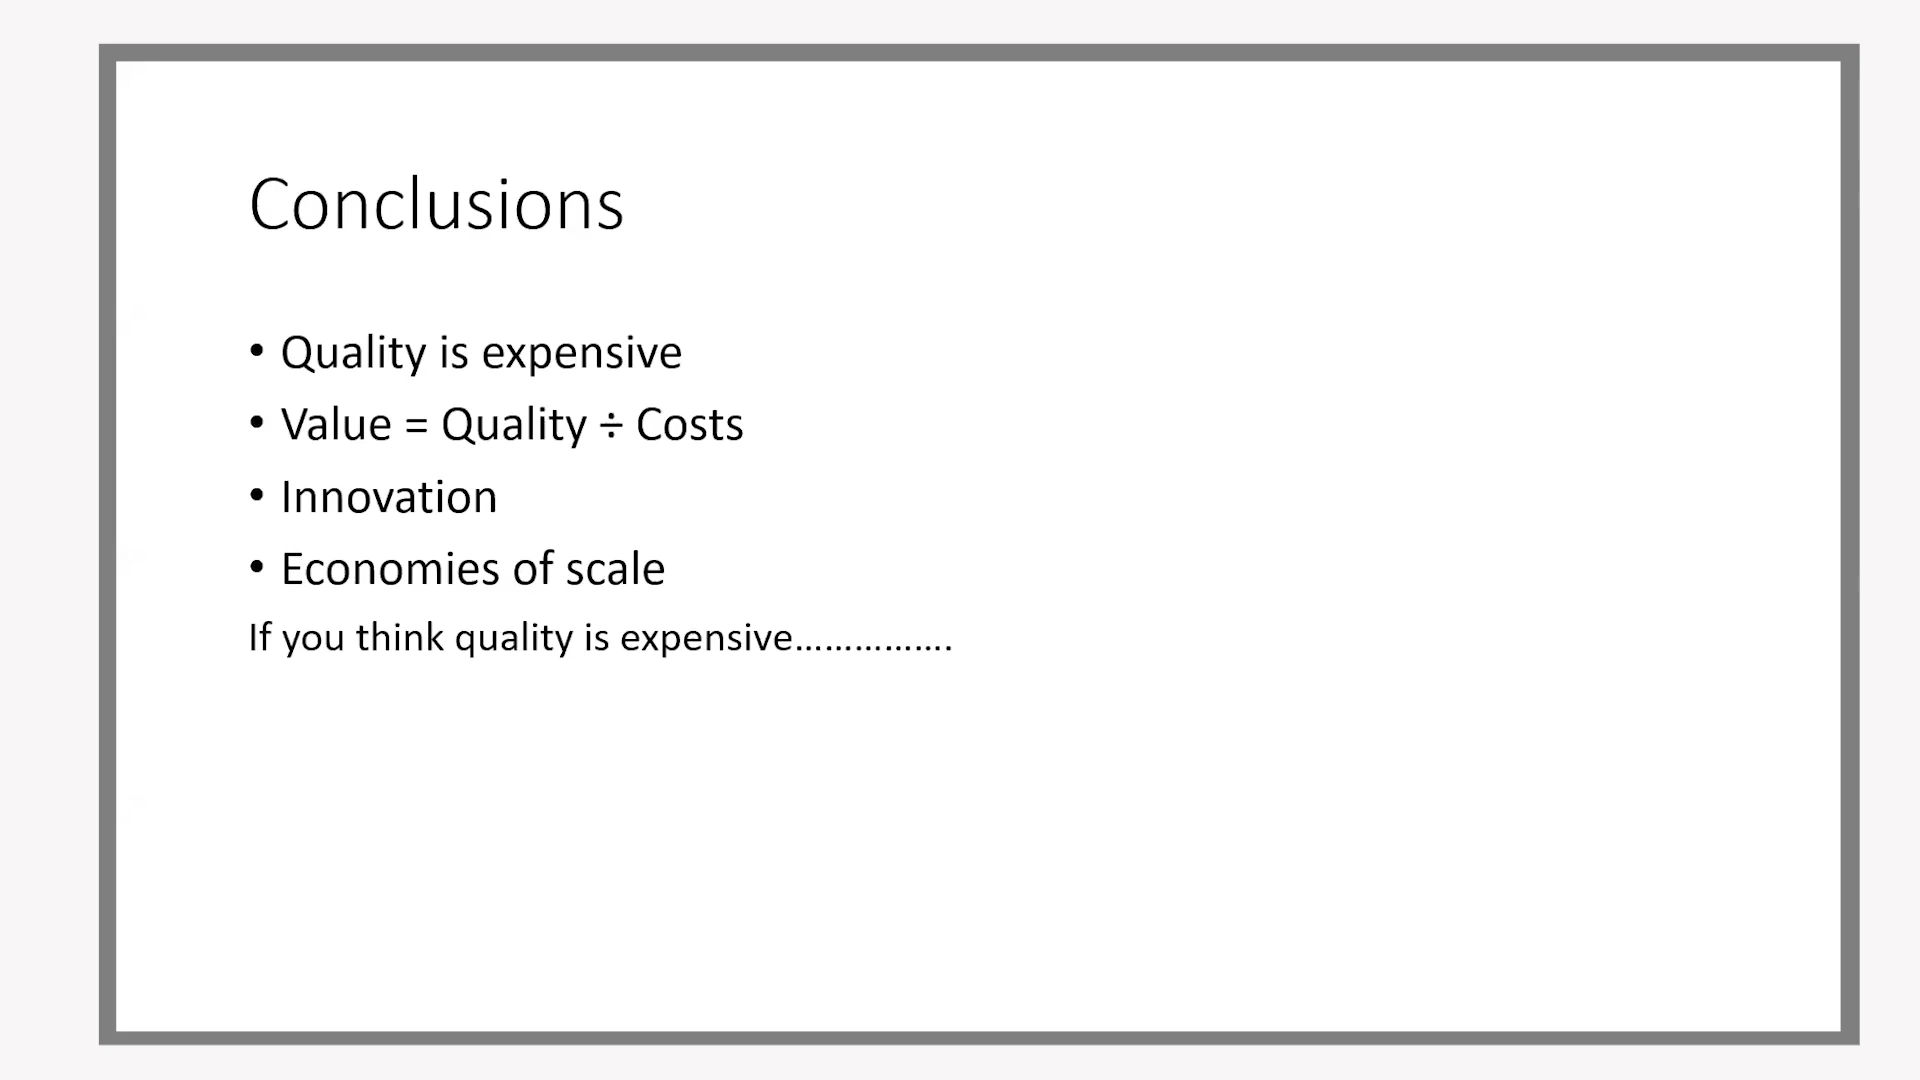 Conclusions
• Quality is expensive
• Value = Quality ÷ Costs
• Innovation
• Economies of scale
If you think quality is expensive…………….